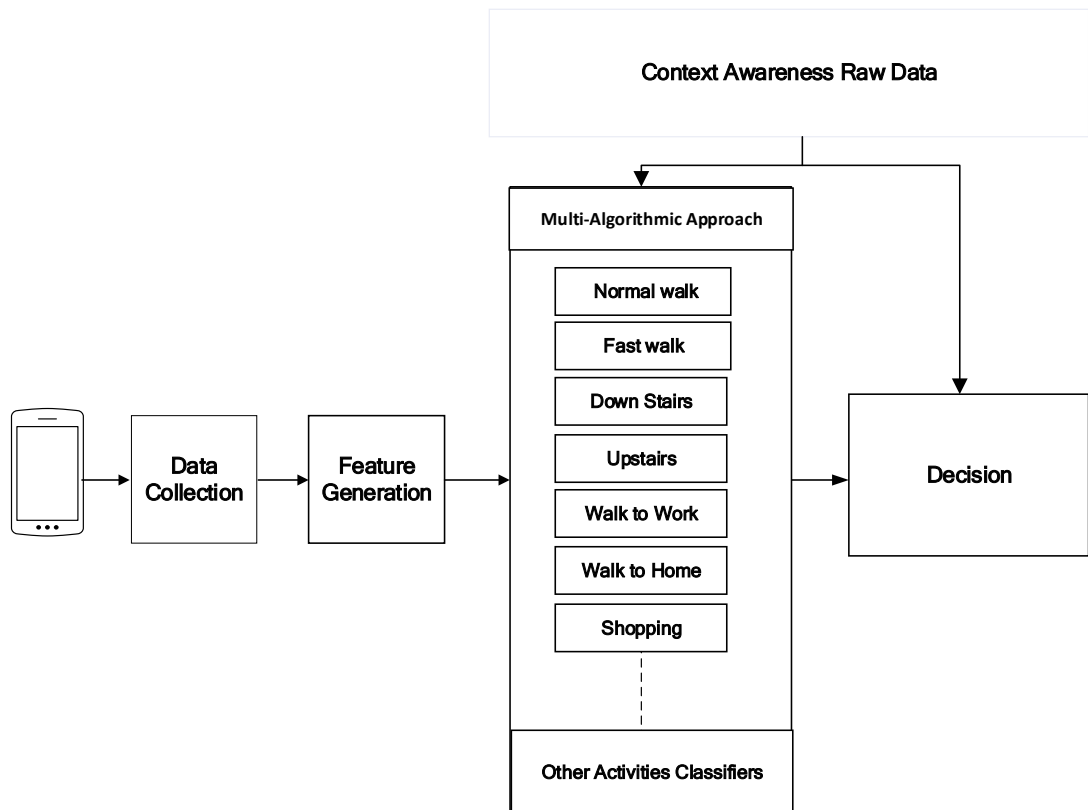 Context Awareness Raw Data
Multi-Algorithmic Approach
Normal walk
Fast walk
Down Stairs
Upstairs
Walk to Work
Walk to Home
Shopping
Other Activities Classifiers
Data
Collection
Feature
Generation
Decision